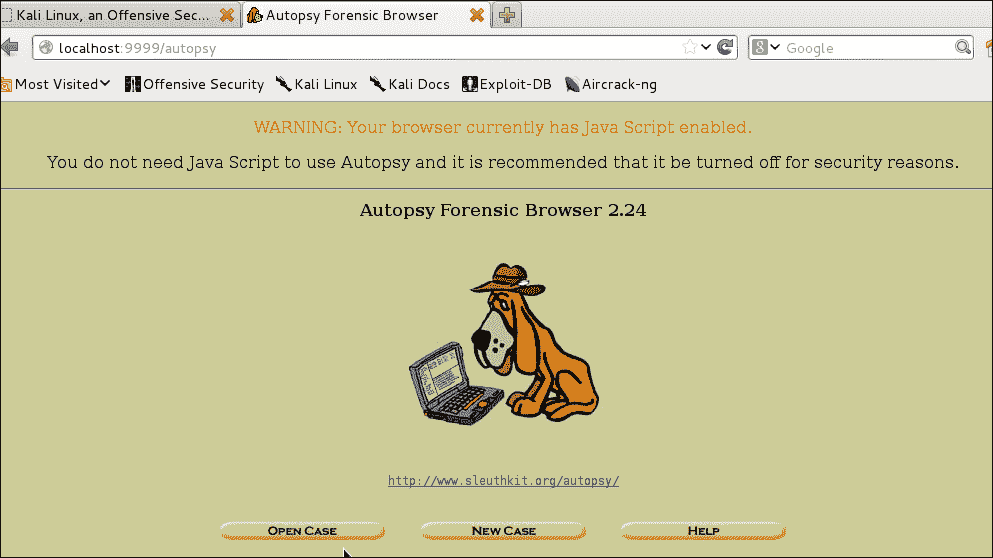 Kali Linux, an Offensive Sec...
Autopsy Forensic Browser
localhost:9999/autopsy
Google
Most Visited
Offensive Security
Kali Linux
Kali Docs
Exploit-DB
Aircrack-ng
WARNING: Your browser currently has Java Script enabled.
You do not need Java Script to use Autopsy and it is recommended that it be turned off for security reasons.
Autopsy Forensic Browser 2.24
http://www.sleuthkit.org/autopsy/
OPEN CASE
NEW CASE
HELP